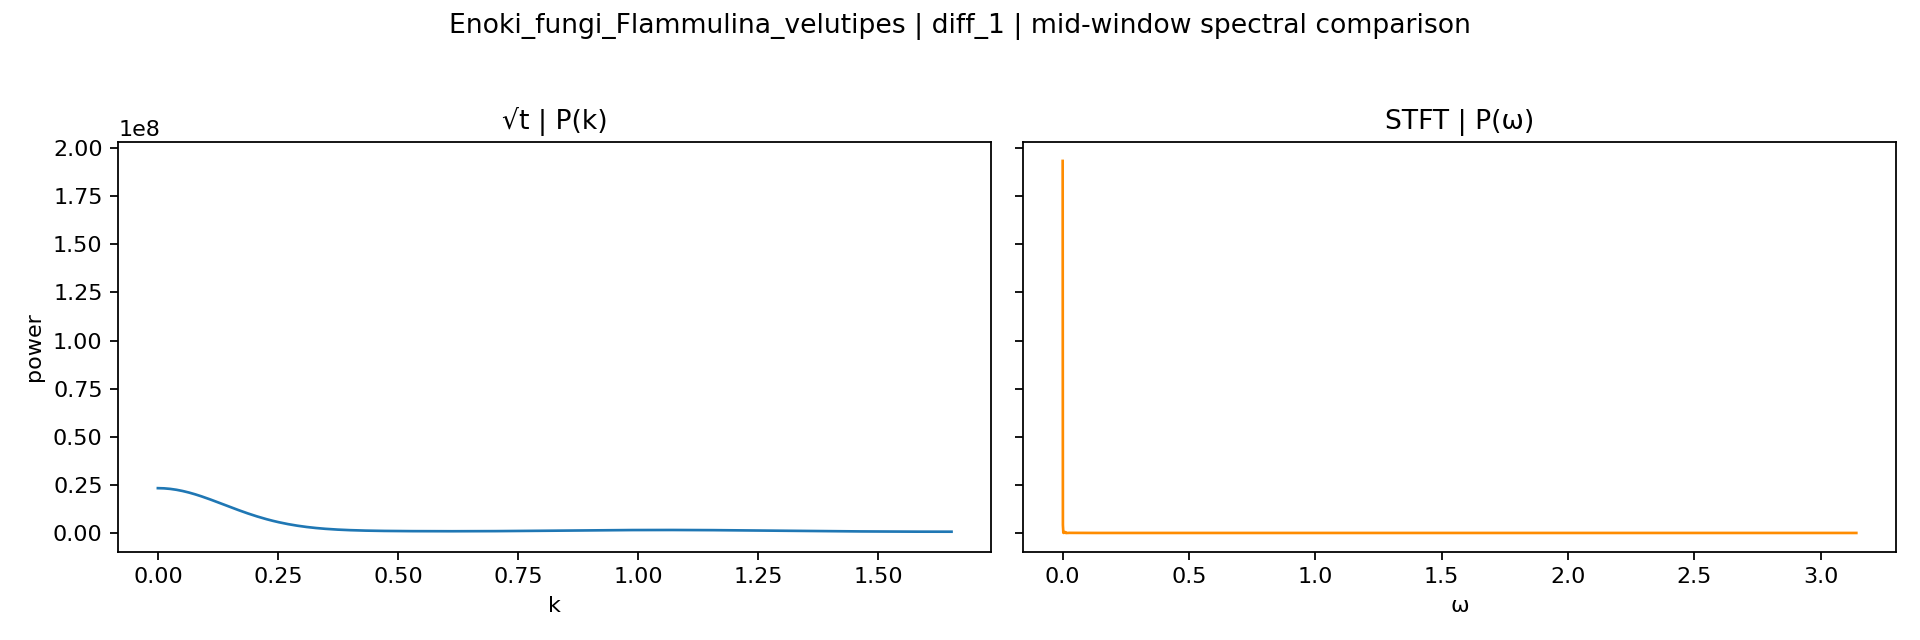 Enoki_fungi_Flammulina_velutipes | diff_1 | mid-window spectral comparison
√t | P(k)
1e8
2.00
1.75
1.50
1.25
1.00
0.75
0.50
0.25
0.00
power
0.00 0.25 0.50 0.75 1.00 1.25 1.50
k
STFT | P(ω)
0.0 0.5 1.0 1.5 2.0 2.5 3.0
ω